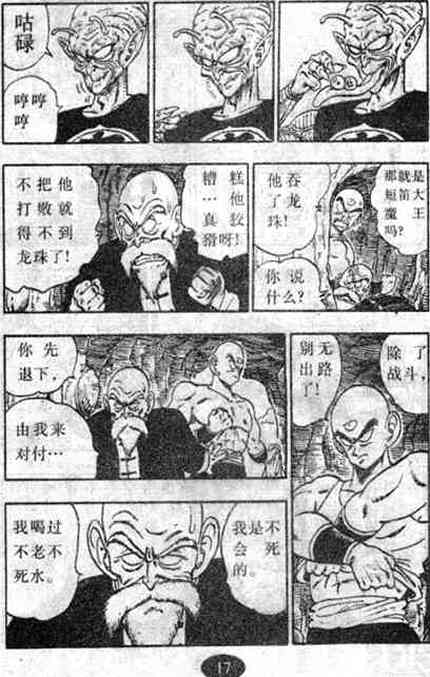 咕碌
哼哼
哼
那就是
短笛大
魔王
吗？
他吞
了龙
珠！
你说
什么？
糟糕
…他
真狡
猾呀！
不把他
打败就
得不到
龙珠了！
除了
战斗，
别无
出路
了！
你先
退下，
由我来
对付…
我是不
会死
的。
我喝过
不老不
死水。
17